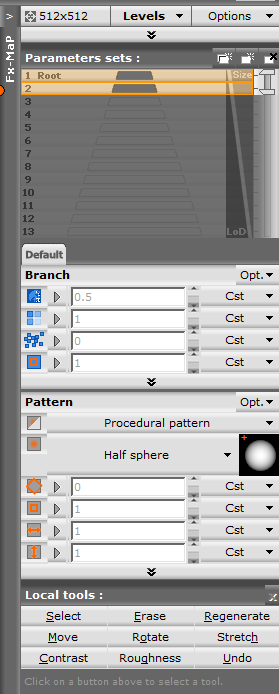 > 512x512 Levels Options
Fx-MaP
Parameters sets :
1 Root Size
2
3
4
5
6
7
8
9
10
11
12
13 LoD
Default
Branch Opt.
0.5 Cst
1 Cst
0 Cst
1 Cst
Pattern Opt.
Procedural pattern
Half sphere
0 Cst
1 Cst
1 Cst
1 Cst
Local tools :
Select Erase Regenerate
Move Rotate Stretch
Contrast Roughness Undo
Click on a button above to select a tool.